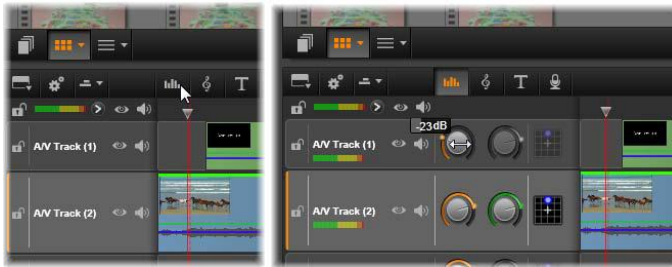 T
A/V Track (1)
A/V Track (2)
T
-23dB
A/V Track (1)
A/V Track (2)